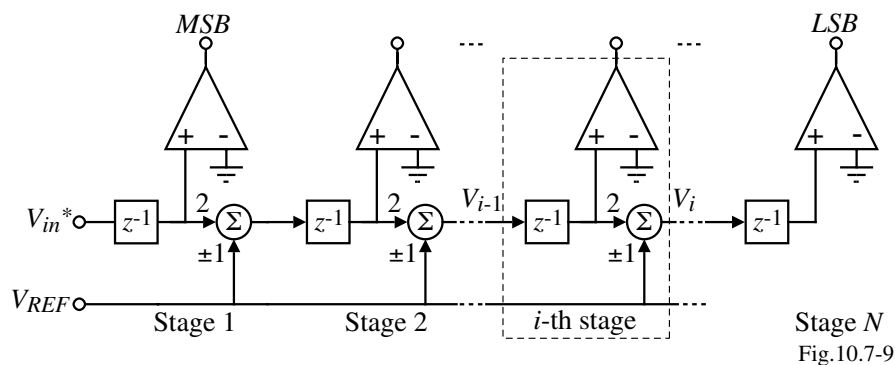 MSB
LSB
+ -
+ -
+ -
+ -
V_in* z⁻¹ 2 Σ z⁻¹ 2 Σ V_i-1 z⁻¹ 2 Σ V_i z⁻¹
±1 ±1 ±1
V_REF
Stage 1 Stage 2 i-th stage Stage N
Fig.10.7-9